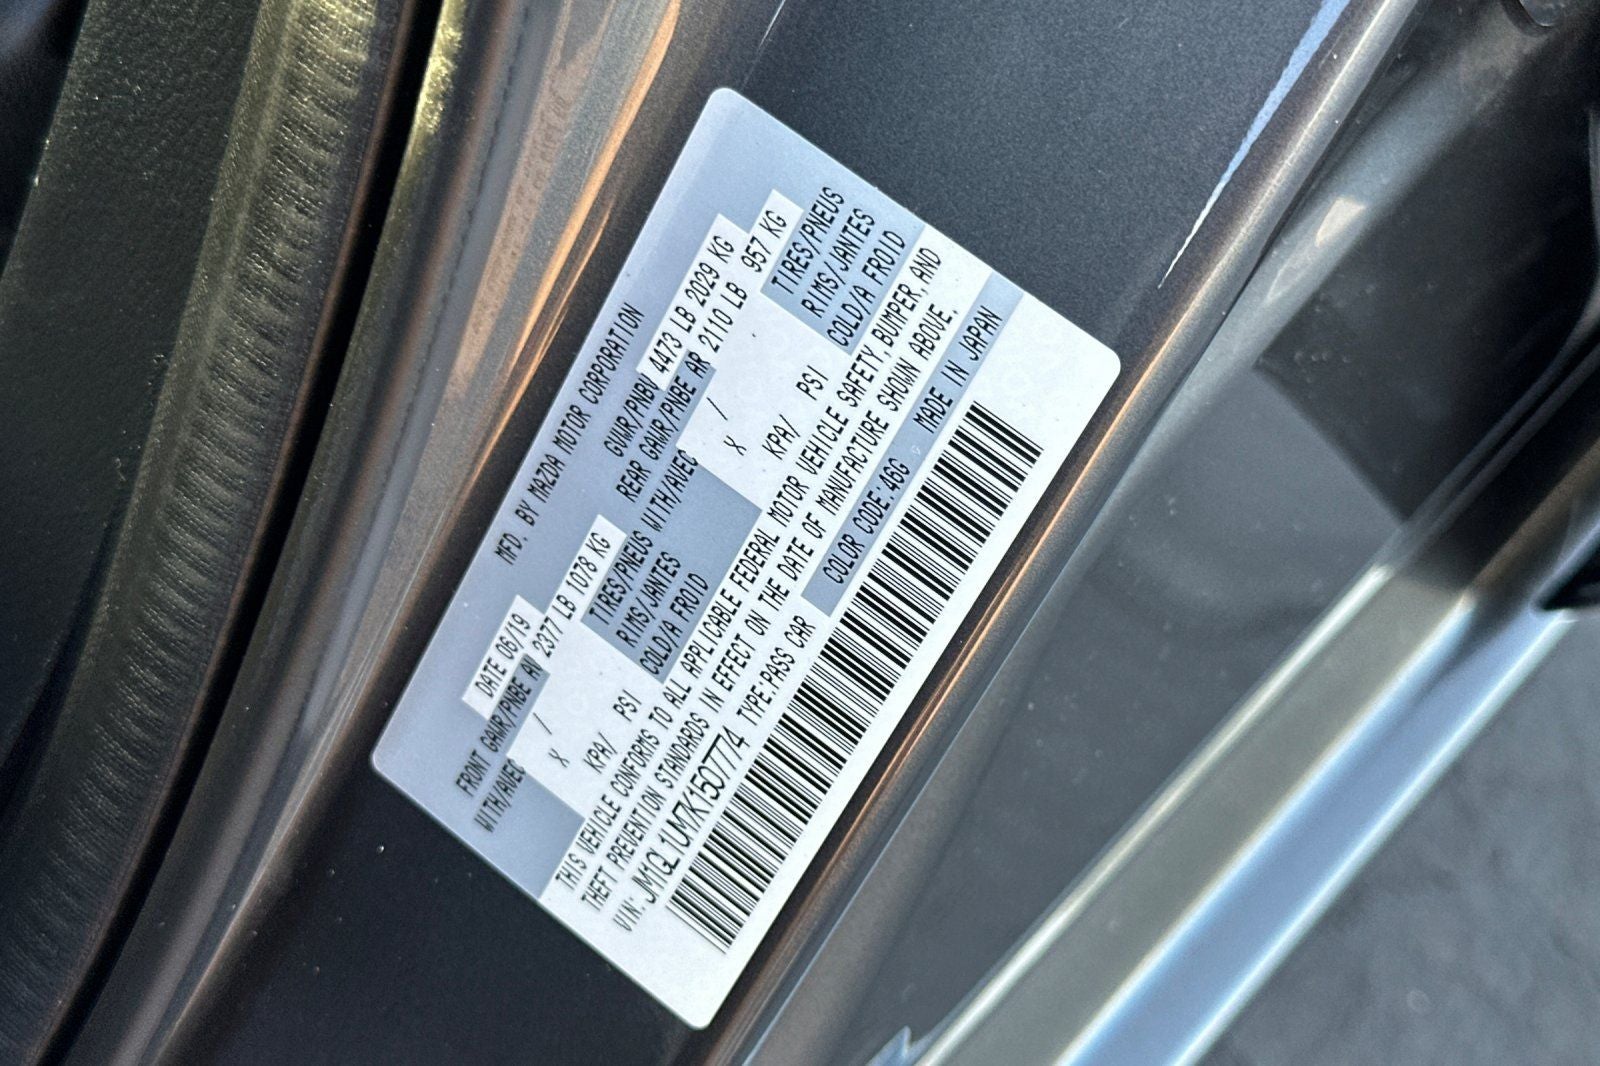 MFD. BY MAZDA MOTOR CORPORATION
DATE 06/19 GVWR/PNBV 4473 LB 2029 KG
FRONT GAWR/PNBE AV 2377 LB 1078 KG REAR GAWR/PNBE AR 2110 LB 957 KG
WITH/AVEC / TIRES/PNEUS WITH/AVEC / TIRES/PNEUS
X RIMS/JANTES X RIMS/JANTES
KPA/ PSI COLD/A FROID KPA/ PSI COLD/A FROID
THIS VEHICLE CONFORMS TO ALL APPLICABLE FEDERAL MOTOR VEHICLE SAFETY, BUMPER, AND
THEFT PREVENTION STANDARDS IN EFFECT ON THE DATE OF MANUFACTURE SHOWN ABOVE.
VIN: JM1GL1UM7K1507774 TYPE:PASS CAR COLOR CODE:46G MADE IN JAPAN